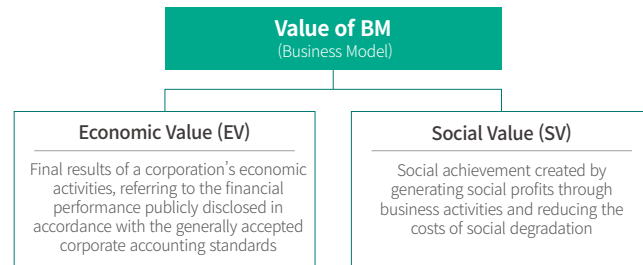 Value of BM
(Business Model)
Economic Value (EV)
Final results of a corporation’s economic
activities, referring to the financial
performance publicly disclosed in
accordance with the generally accepted
corporate accounting standards
Social Value (SV)
Social achievement created by
generating social profits through
business activities and reducing the
costs of social degradation